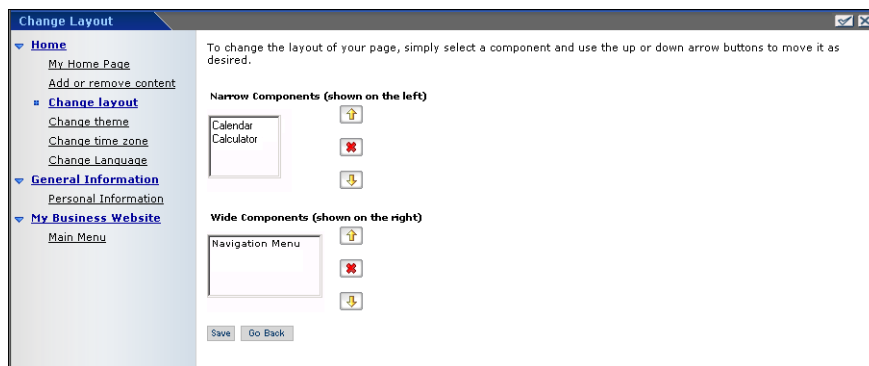 Change Layout
Home
My Home Page
Add or remove content
Change layout
Change theme
Change time zone
Change Language
General Information
Personal Information
My Business Website
Main Menu
To change the layout of your page, simply select a component and use the up or down arrow buttons to move it as
desired.
Narrow Components (shown on the left)
Calendar
Calculator
Wide Components (shown on the right)
Navigation Menu
Save Go Back